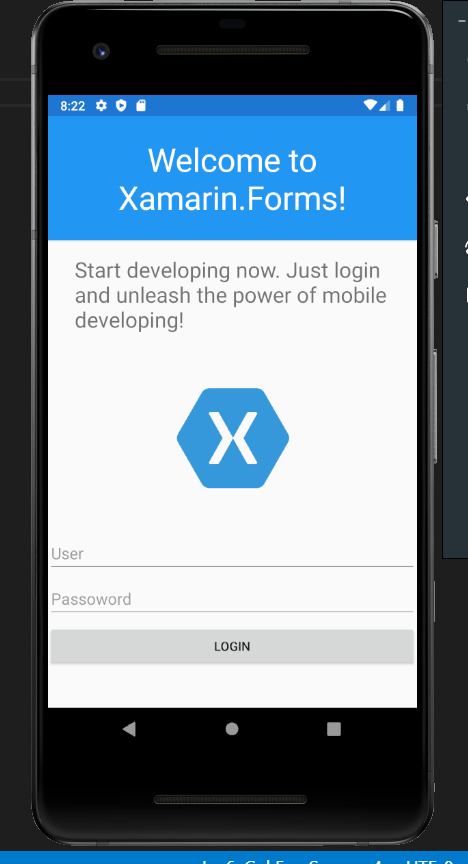 8:22
Welcome to
Xamarin.Forms!
Start developing now. Just login
and unleash the power of mobile
developing!
X
User
Passoword
LOGIN